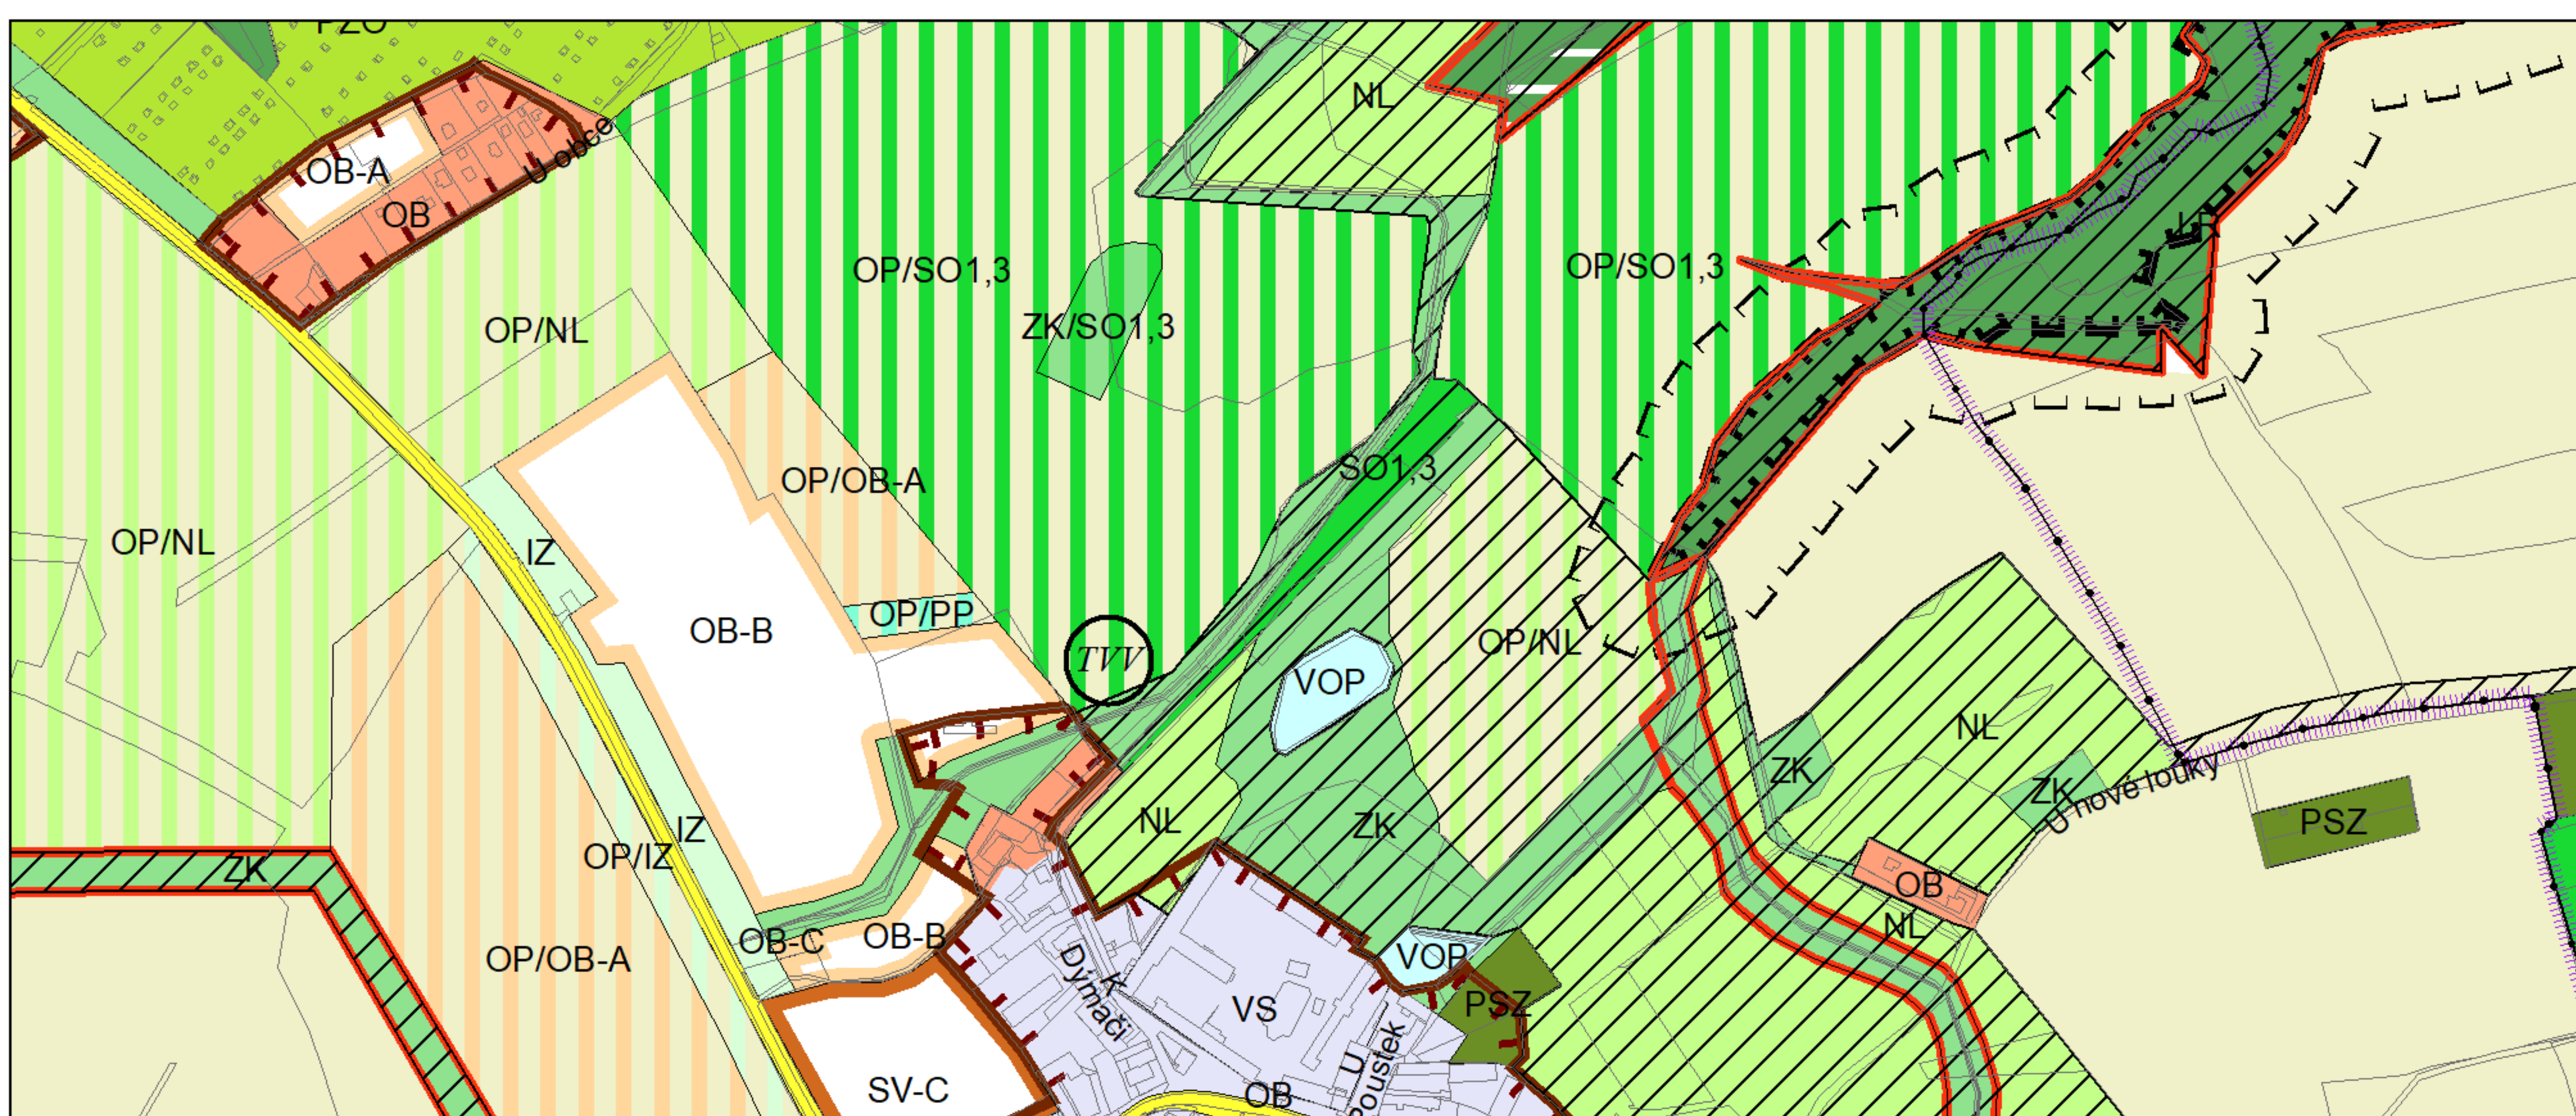 PZO
NL
OB-A
U obce
OB
LR
OP/SO1,3
OP/SO1,3
ZK/SO1,3
OP/NL
SO1,3
OP/OB-A
OP/NL
IZ
OP/PP
OB-B
OP/NL
TVV
VOP
NL
ZK
ZK
U nové louky
PSZ
NL
ZK
IZ
OP/IZ
ZK
OB
NL
OB-C
OB-B
VOP
OP/OB-A
K
Dýmači
VS
PSZ
U
Poustek
SV-C
OB